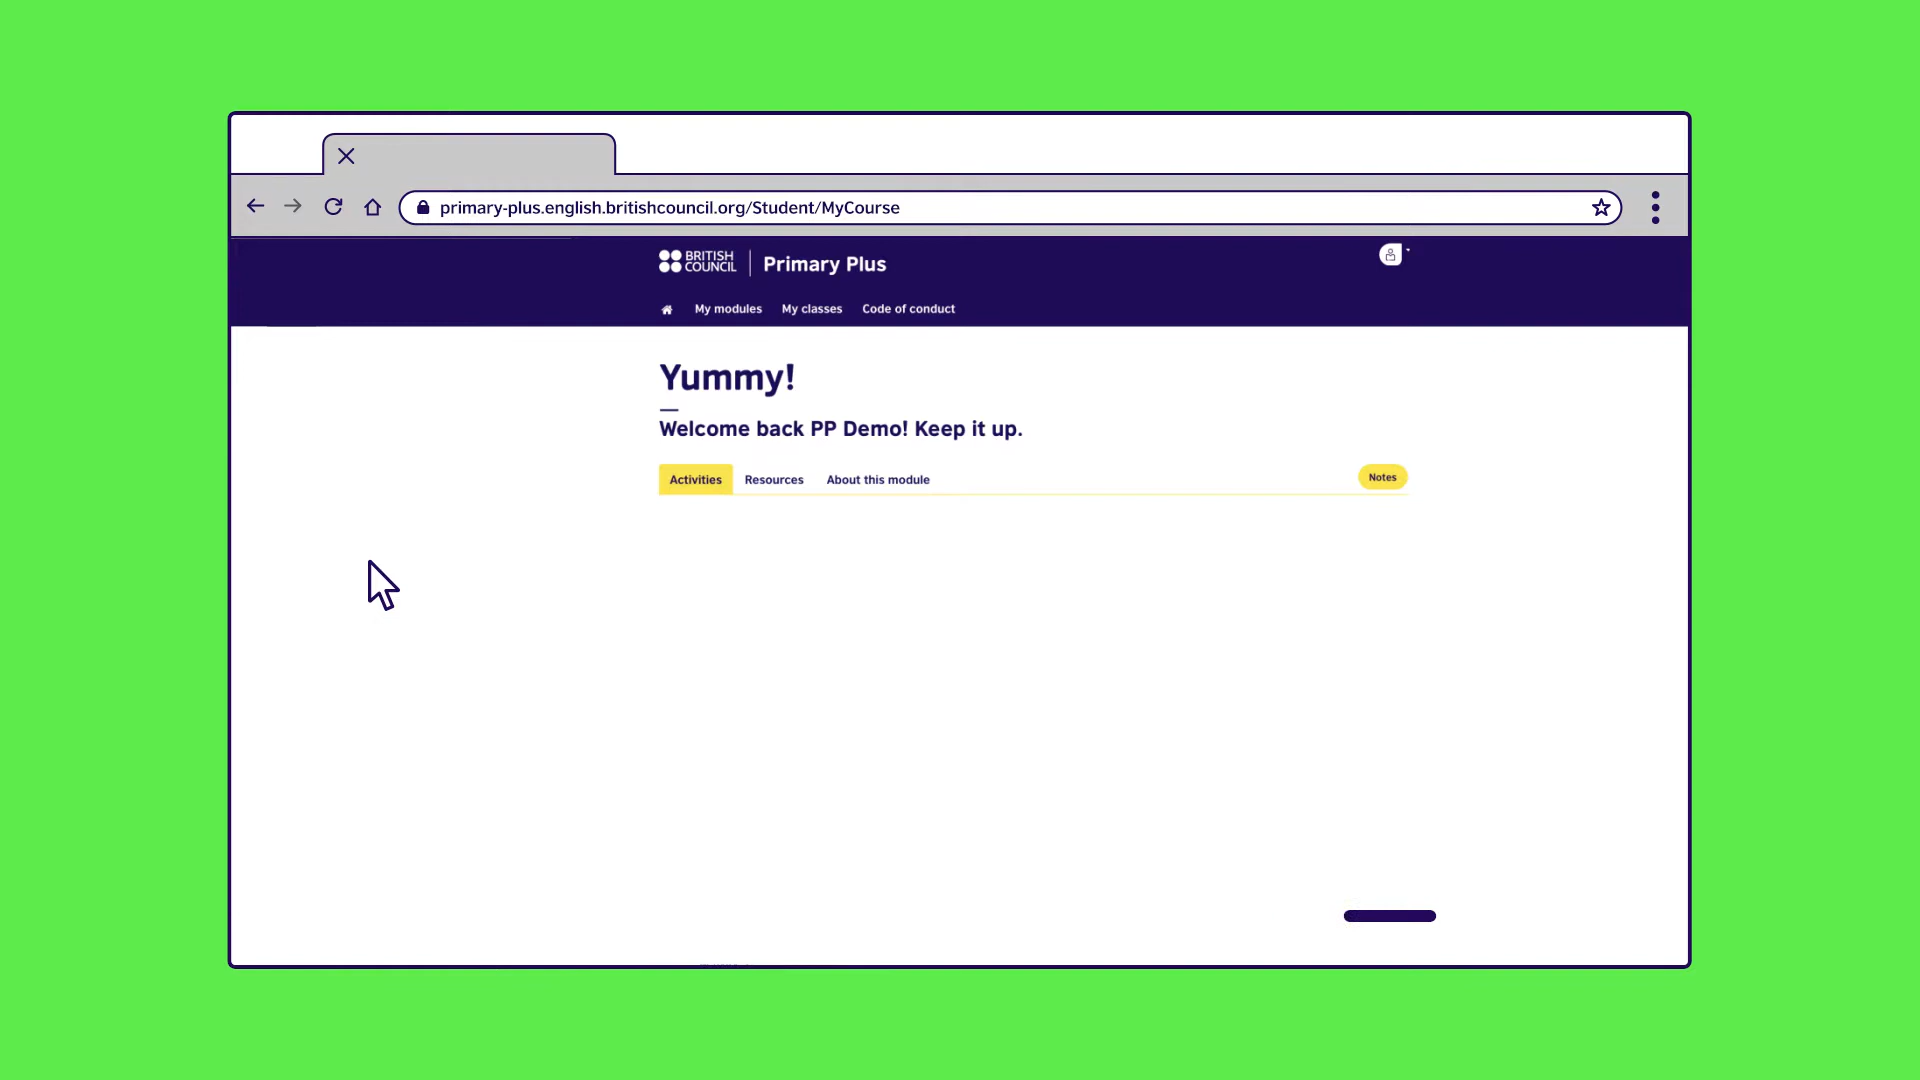 primary-plus.english.britishcouncil.org/Student/MyCourse
BRITISH
COUNCIL
Primary Plus
My modules My classes Code of conduct
Yummy!
Welcome back PP Demo! Keep it up.
Activities Resources About this module Notes